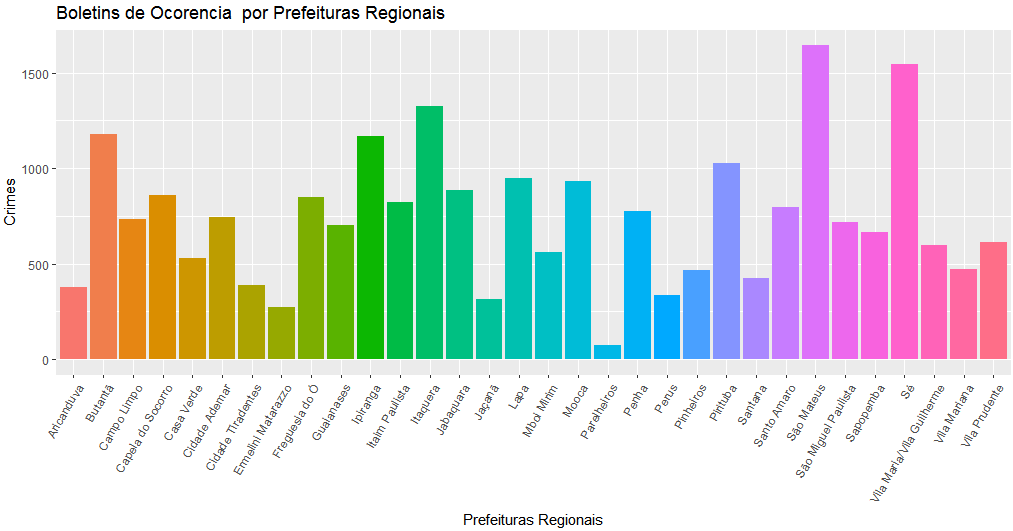 Boletins de Ocorencia  por Prefeituras Regionais
Crimes
1500
1000
500
0
Aricanduva
Butantã
Campo Limpo
Capela do Socorro
Casa Verde
Cidade Ademar
Cidade Tiradentes
Ermelini Matarazzo
Freguesia do Ó
Guaianases
Ipiranga
Itaim Paulista
Itaquera
Jabaquara
Jaçanã
Lapa
Mboi Mirim
Mooca
Parelheiros
Penha
Perus
Pinheiros
Pirituba
Santana
Santo Amaro
São Mateus
São Miguel Paulista
Sapopemba
Sé
Vila Maria/Vila Guilherme
Vila Mariana
Vila Prudente
Prefeituras Regionais